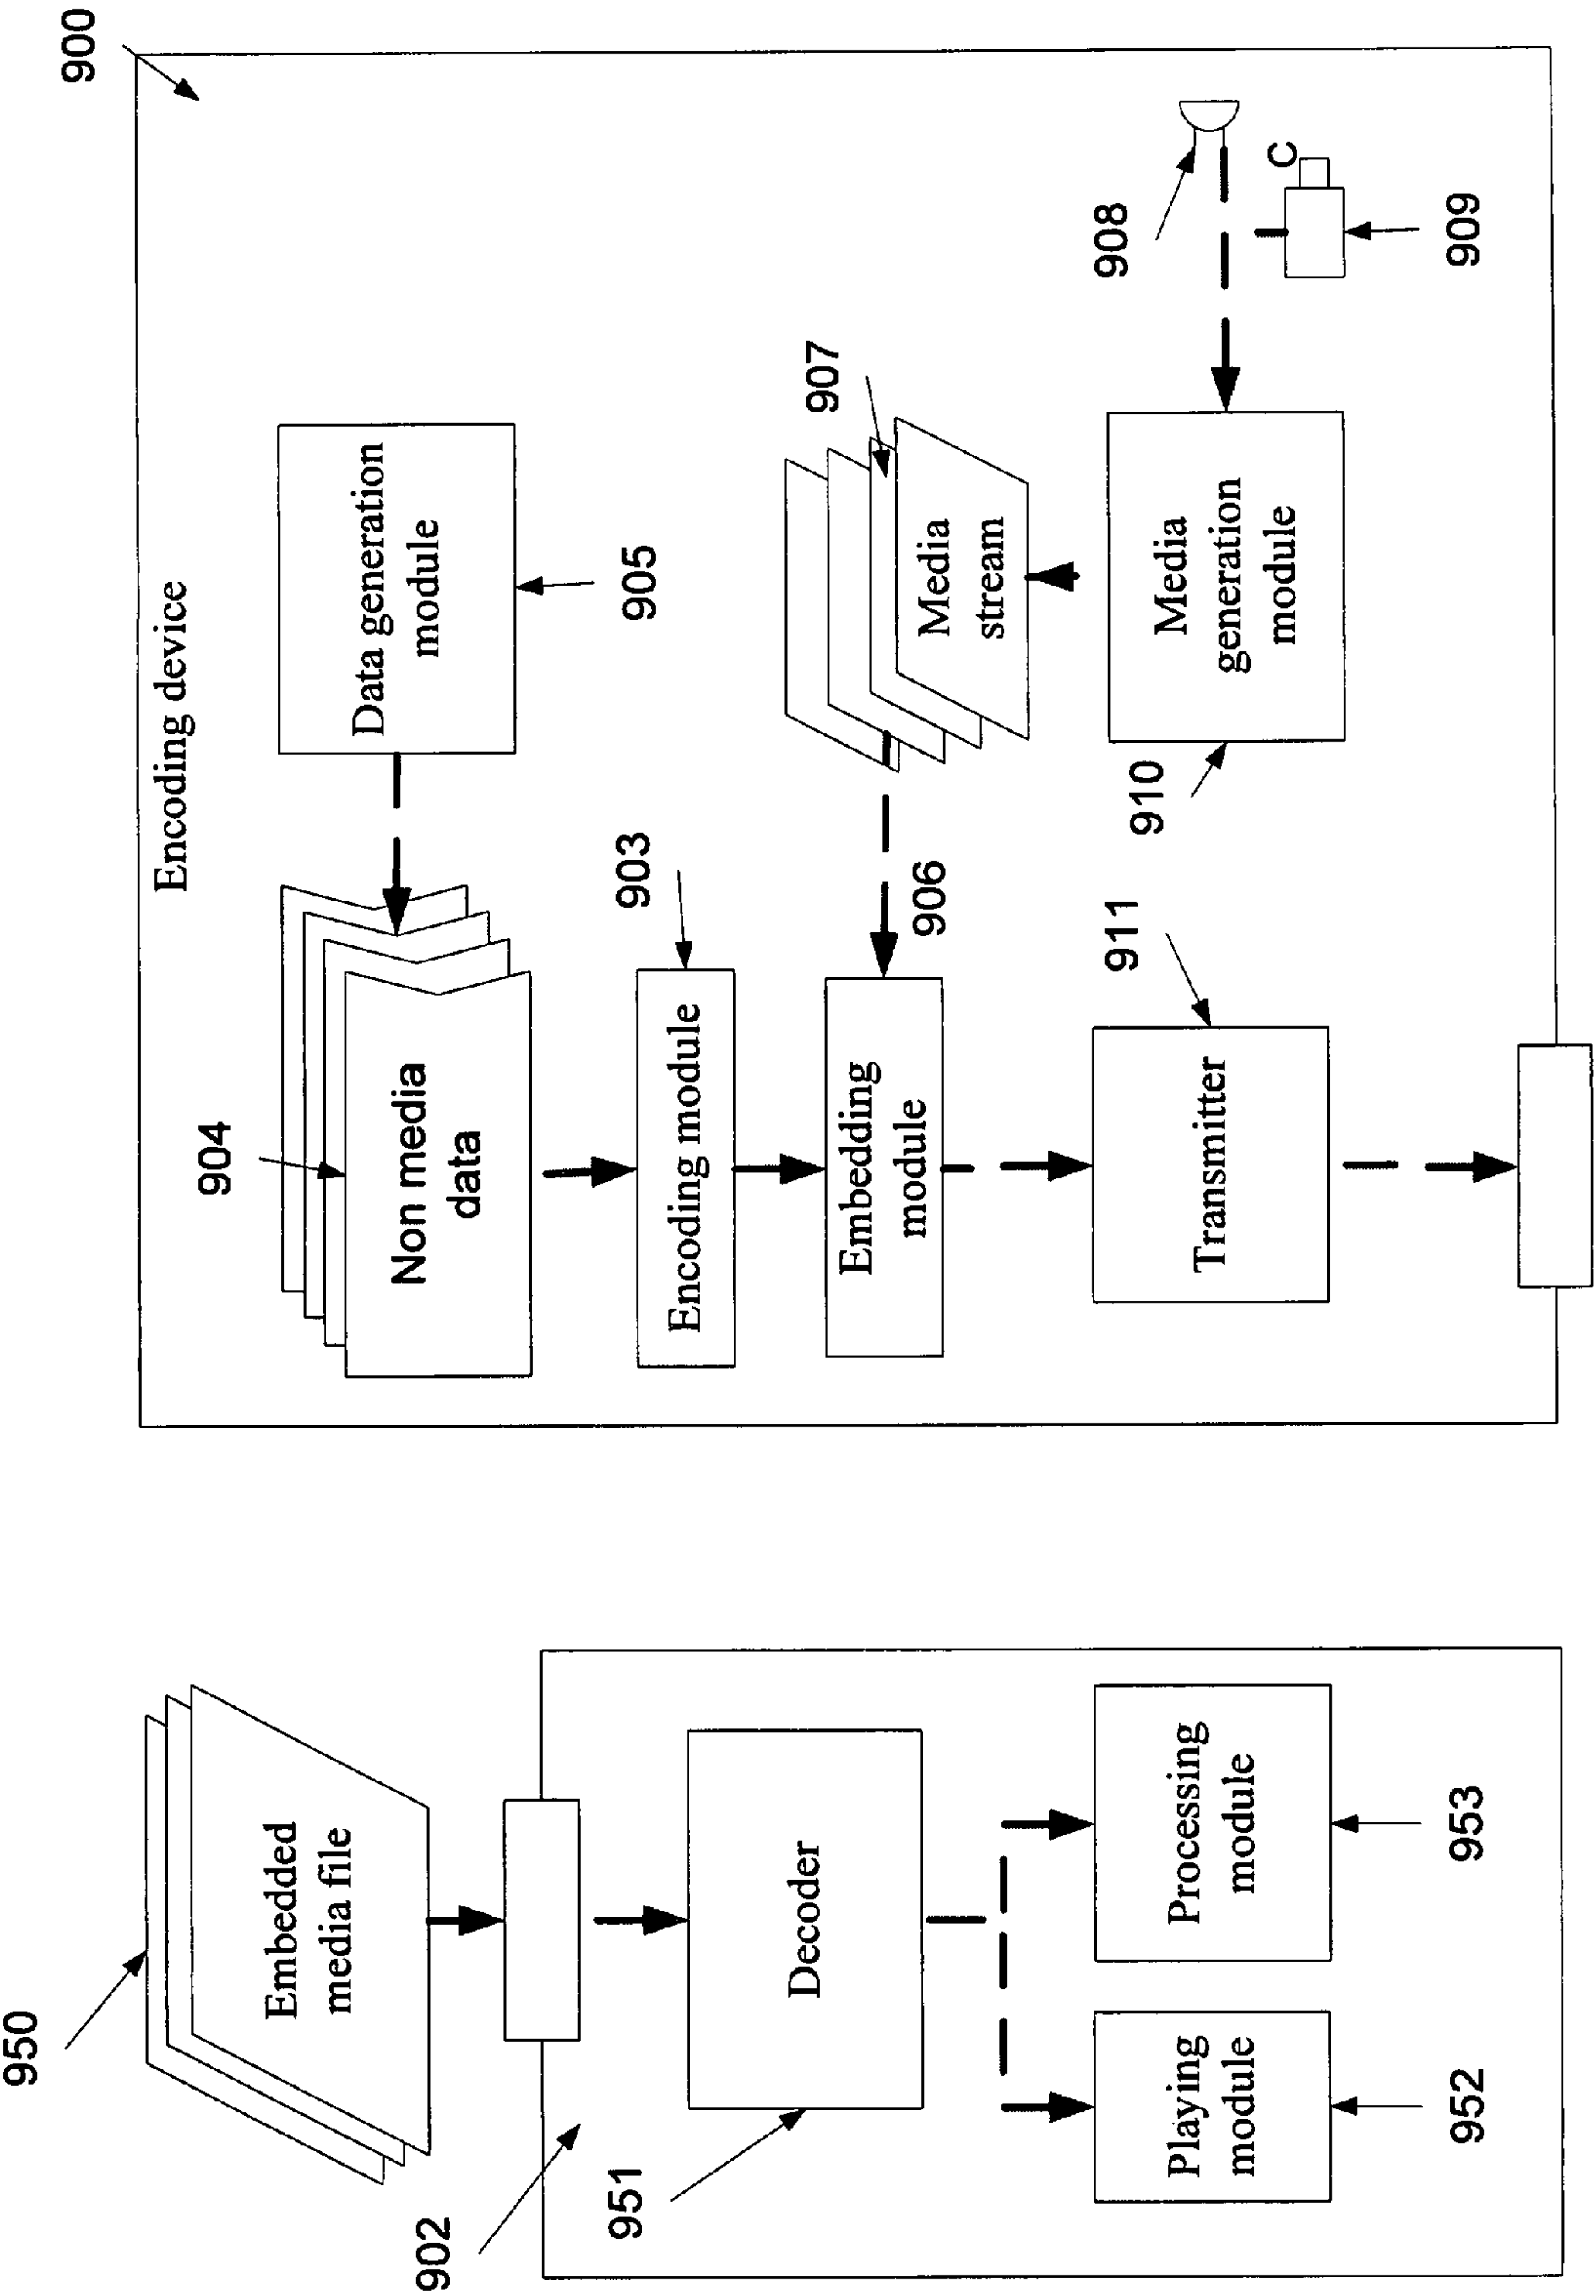 900
Encoding device
Data generation
module
905
904
Non media
data
903
Encoding module
907
Media
stream
906
Embedding
module
908
C
909
910
Media
generation
module
911
Transmitter
950
Embedded
media file
902
951
Decoder
Processing
module
953
Playing
module
952